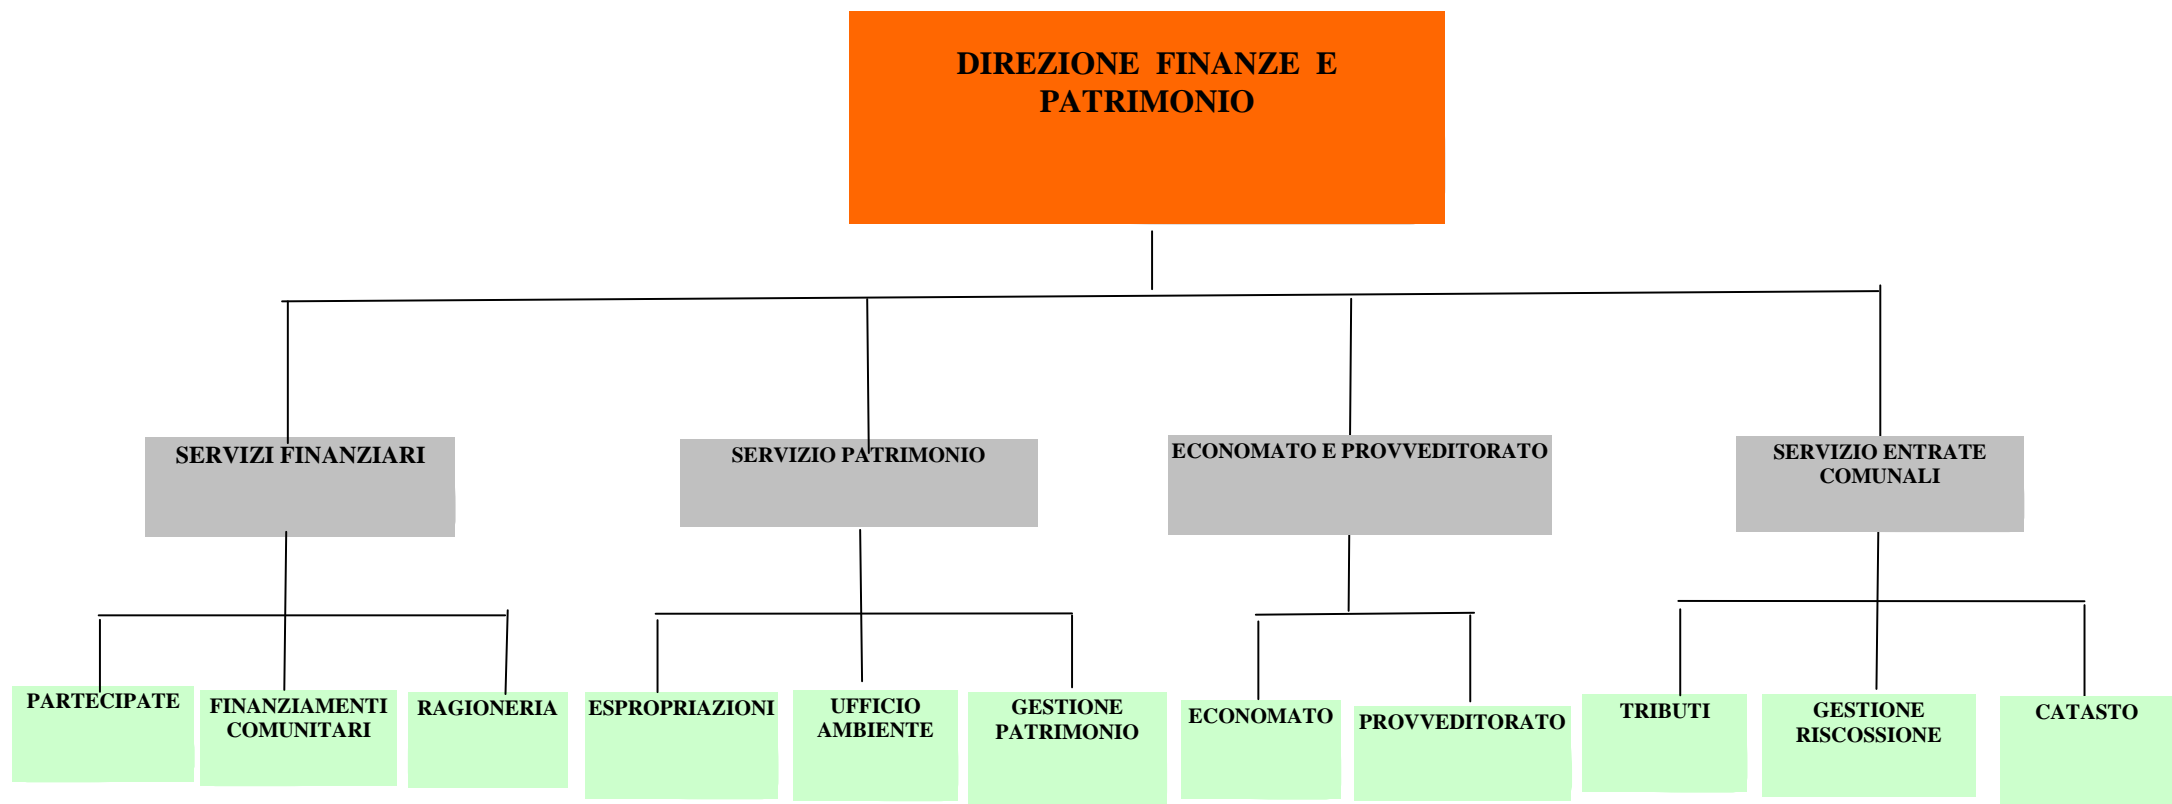 DIREZIONE FINANZE E
PATRIMONIO
SERVIZI FINANZIARI
SERVIZIO PATRIMONIO
ECONOMATO E PROVVEDITORATO
SERVIZIO ENTRATE
COMUNALI
PARTECIPATE
FINANZIAMENTI
COMUNITARI
RAGIONERIA
ESPROPRIAZIONI
UFFICIO
AMBIENTE
GESTIONE
PATRIMONIO
ECONOMATO
PROVVEDITORATO
TRIBUTI
GESTIONE
RISCOSSIONE
CATASTO